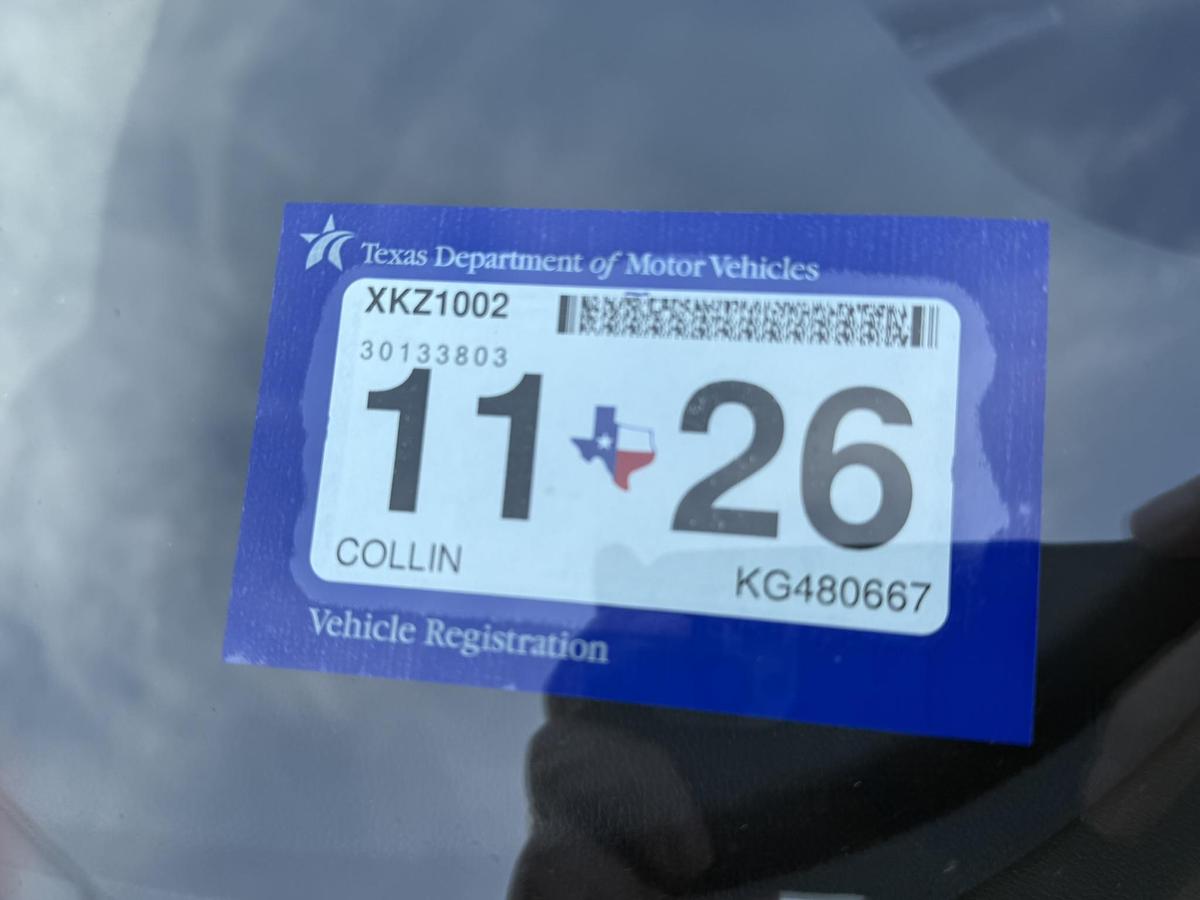 Texas Department of Motor Vehicles
XKZ1002
30133803
11 26
COLLIN
KG480667
Vehicle Registration